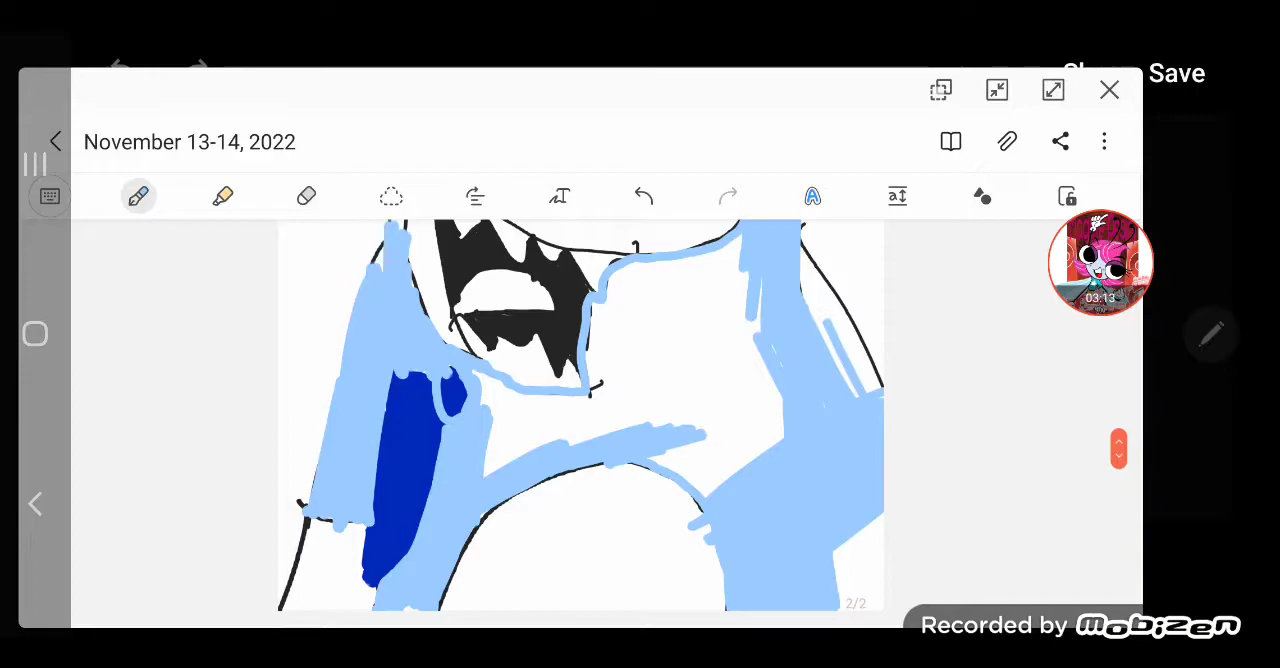 Save
November 13-14, 2022
03:13
2/2
Recorded by mobizen